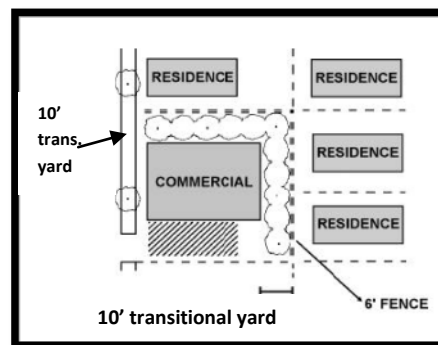 RESIDENCE
RESIDENCE
10’
trans.
yard
RESIDENCE
COMMERCIAL
RESIDENCE
10’ transitional yard
6' FENCE